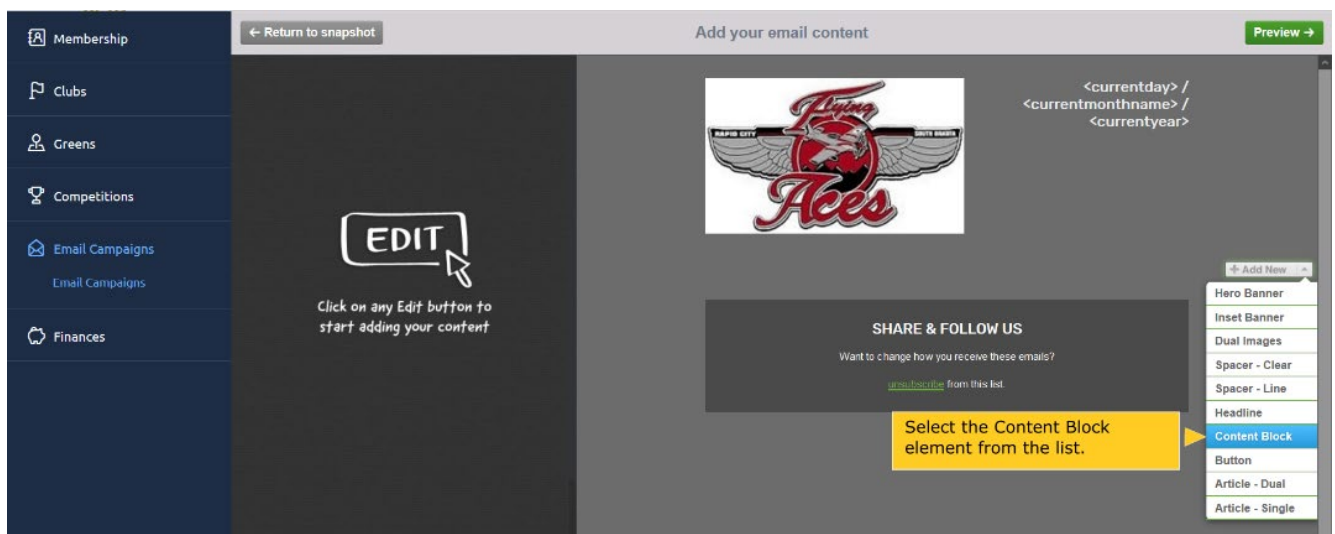 Membership
Clubs
Greens
Competitions
Email Campaigns
Email Campaigns
Finances
← Return to snapshot
Add your email content
Preview →
EDIT
Click on any Edit button to
start adding your content
Flying
RAPID CITY
SOUTH DAKOTA
Aces
<currentday> /
<currentmonthname> /
<currentyear>
+ Add New
Hero Banner
Inset Banner
Dual Images
Spacer - Clear
Spacer - Line
Headline
Content Block
Button
Article - Dual
Article - Single
SHARE & FOLLOW US
Want to change how you receive these emails?
unsubscribe from this list.
Select the Content Block
element from the list.